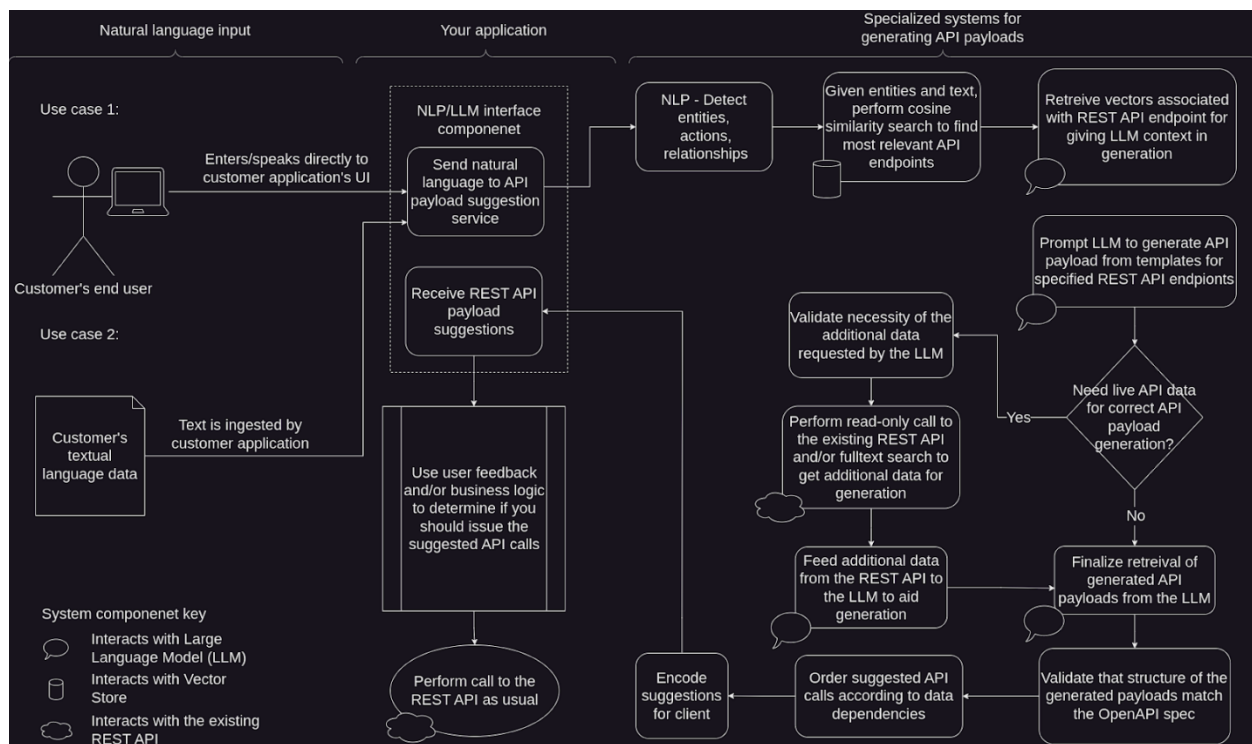 Natural language input
Your application
Specialized systems for
generating API payloads
Use case 1:
Enters/speaks directly to
customer application's UI
Customer's end user
Use case 2:
Customer's
textual
language data
Text is ingested by
customer application
NLP/LLM interface
componenet
Send natural
language to API
payload suggestion
service
Receive REST API
payload
suggestions
Use user feedback
and/or business logic
to determine if you
should issue the
suggested API calls
Perform call to the
REST API as usual
NLP - Detect
entities,
actions,
relationships
Given entities and text,
perform cosine
similarity search to find
most relevant API
endpoints
Retreive vectors associated
with REST API endpoint for
giving LLM context in
generation
Prompt LLM to generate API
payload from templates for
specified REST API endpionts
Need live API data
for correct API
payload
generation?
Yes
No
Validate necessity of the
additional data
requested by the LLM
Perform read-only call to
the existing REST API
and/or fulltext search to
get additional data for
generation
Feed additional data
from the REST API to
the LLM to aid
generation
Finalize retreival of
generated API
payloads from the LLM
Validate that structure of the
generated payloads match
the OpenAPI spec
Order suggested API
calls according to data
dependencies
Encode
suggestions
for client
System componenet key
Interacts with Large
Language Model (LLM)
Interacts with Vector
Store
Interacts with the existing
REST API